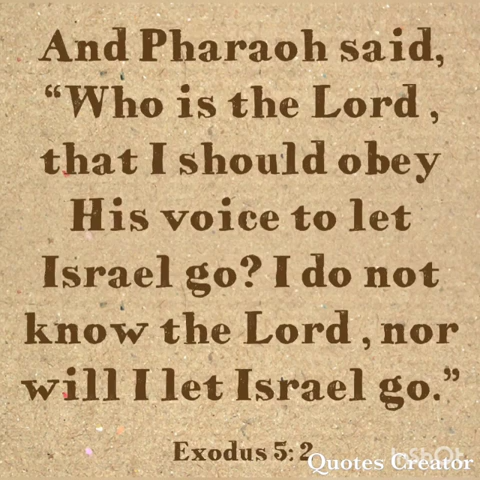 And Pharaoh said,
“Who is the Lord ,
that I should obey
His voice to let
Israel go? I do not
know the Lord , nor
will I let Israel go.”
Exodus 5: 2
InShOt
Quotes Creator